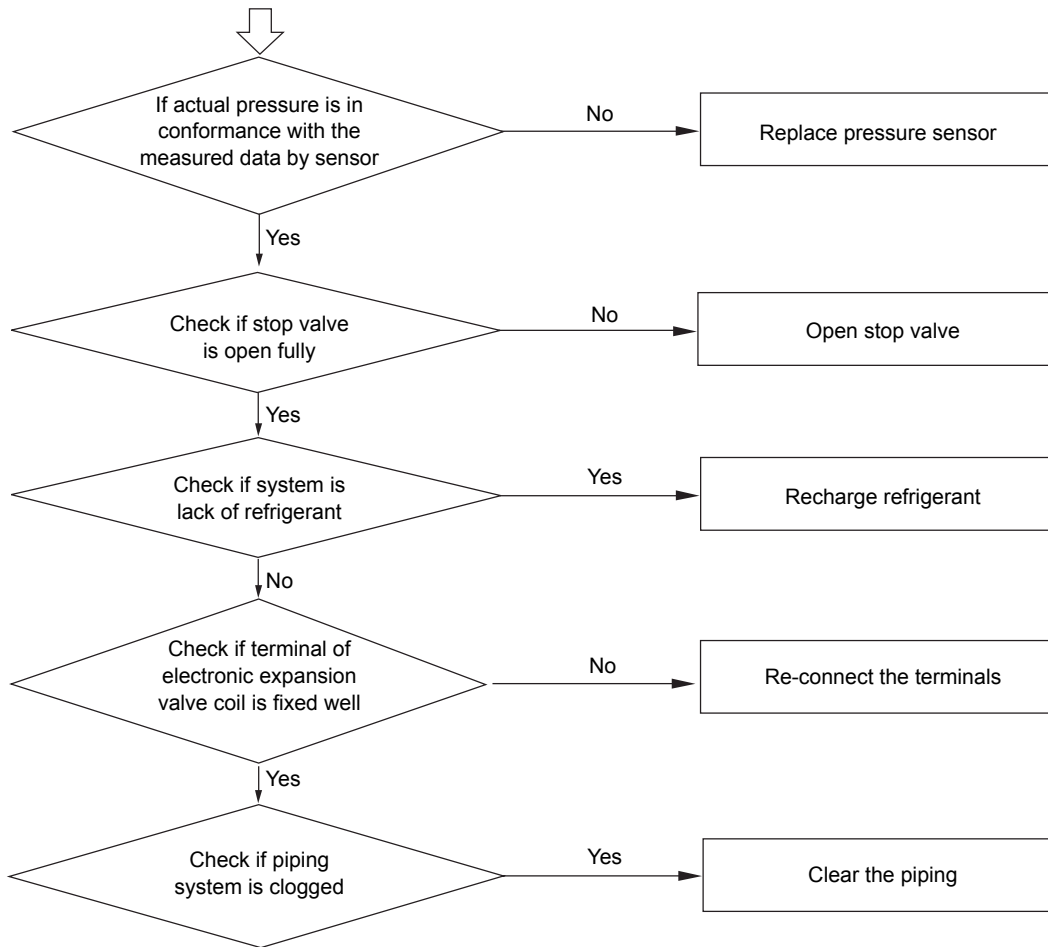 If actual pressure is in
conformance with the
measured data by sensor
No
Replace pressure sensor
Yes
Check if stop valve
is open fully
No
Open stop valve
Yes
Check if system is
lack of refrigerant
Yes
Recharge refrigerant
No
Check if terminal of
electronic expansion
valve coil is fixed well
No
Re-connect the terminals
Yes
Check if piping
system is clogged
Yes
Clear the piping